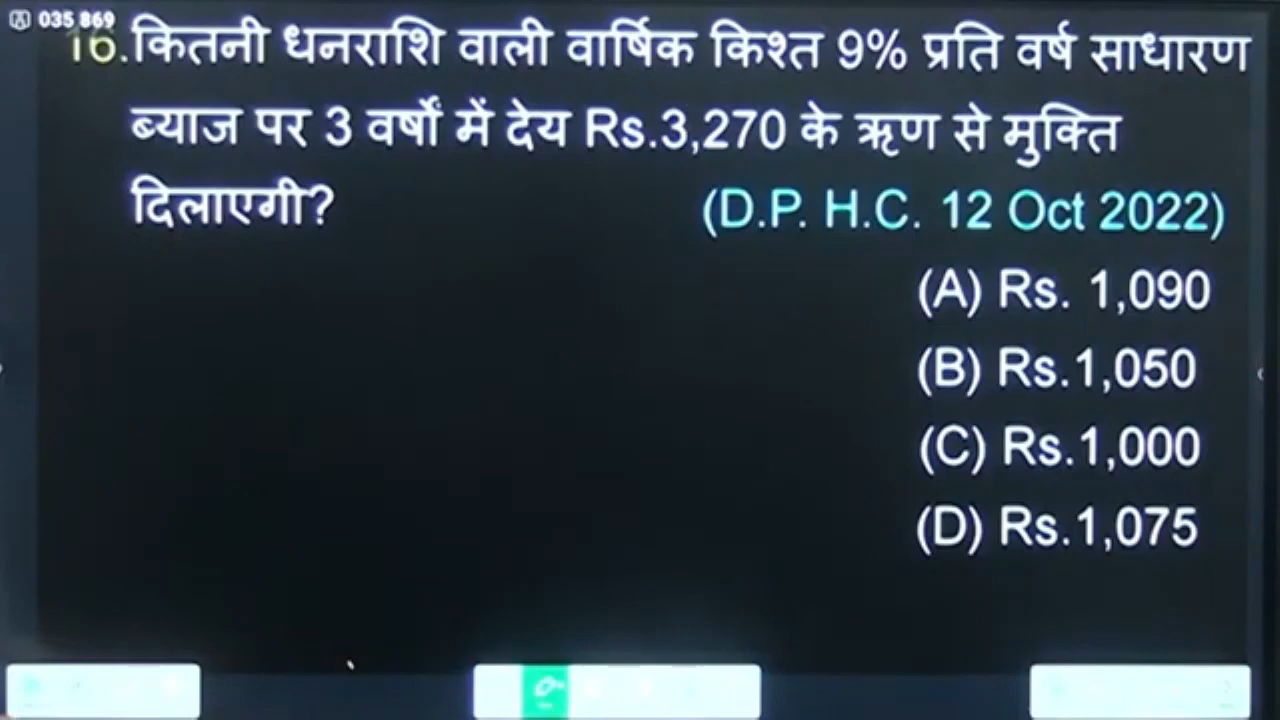 035 869
16.कितनी धनराशि वाली वार्षिक किश्त 9% प्रति वर्ष साधारण
ब्याज पर 3 वर्षों में देय Rs.3,270 के ऋण से मुक्ति
दिलाएगी?
(D.P. H.C. 12 Oct 2022)
(A) Rs. 1,090
(B) Rs.1,050
(C) Rs.1,000
(D) Rs.1,075